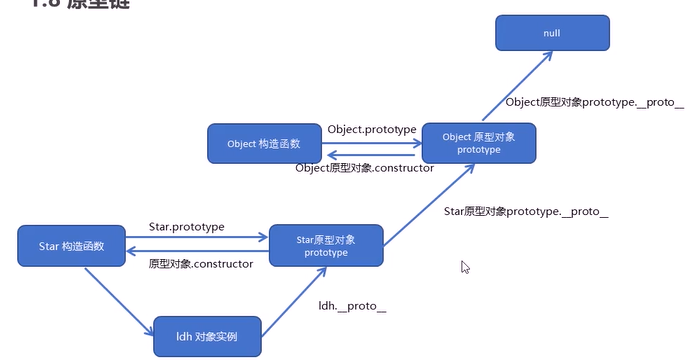 1.8 原型链
null
Object原型对象prototype.__proto__
Object.prototype
Object 构造函数
Object 原型对象
prototype
Object原型对象.constructor
Star原型对象prototype.__proto__
Star.prototype
Star 构造函数
Star原型对象
prototype
原型对象.constructor
ldh.__proto__
ldh 对象实例